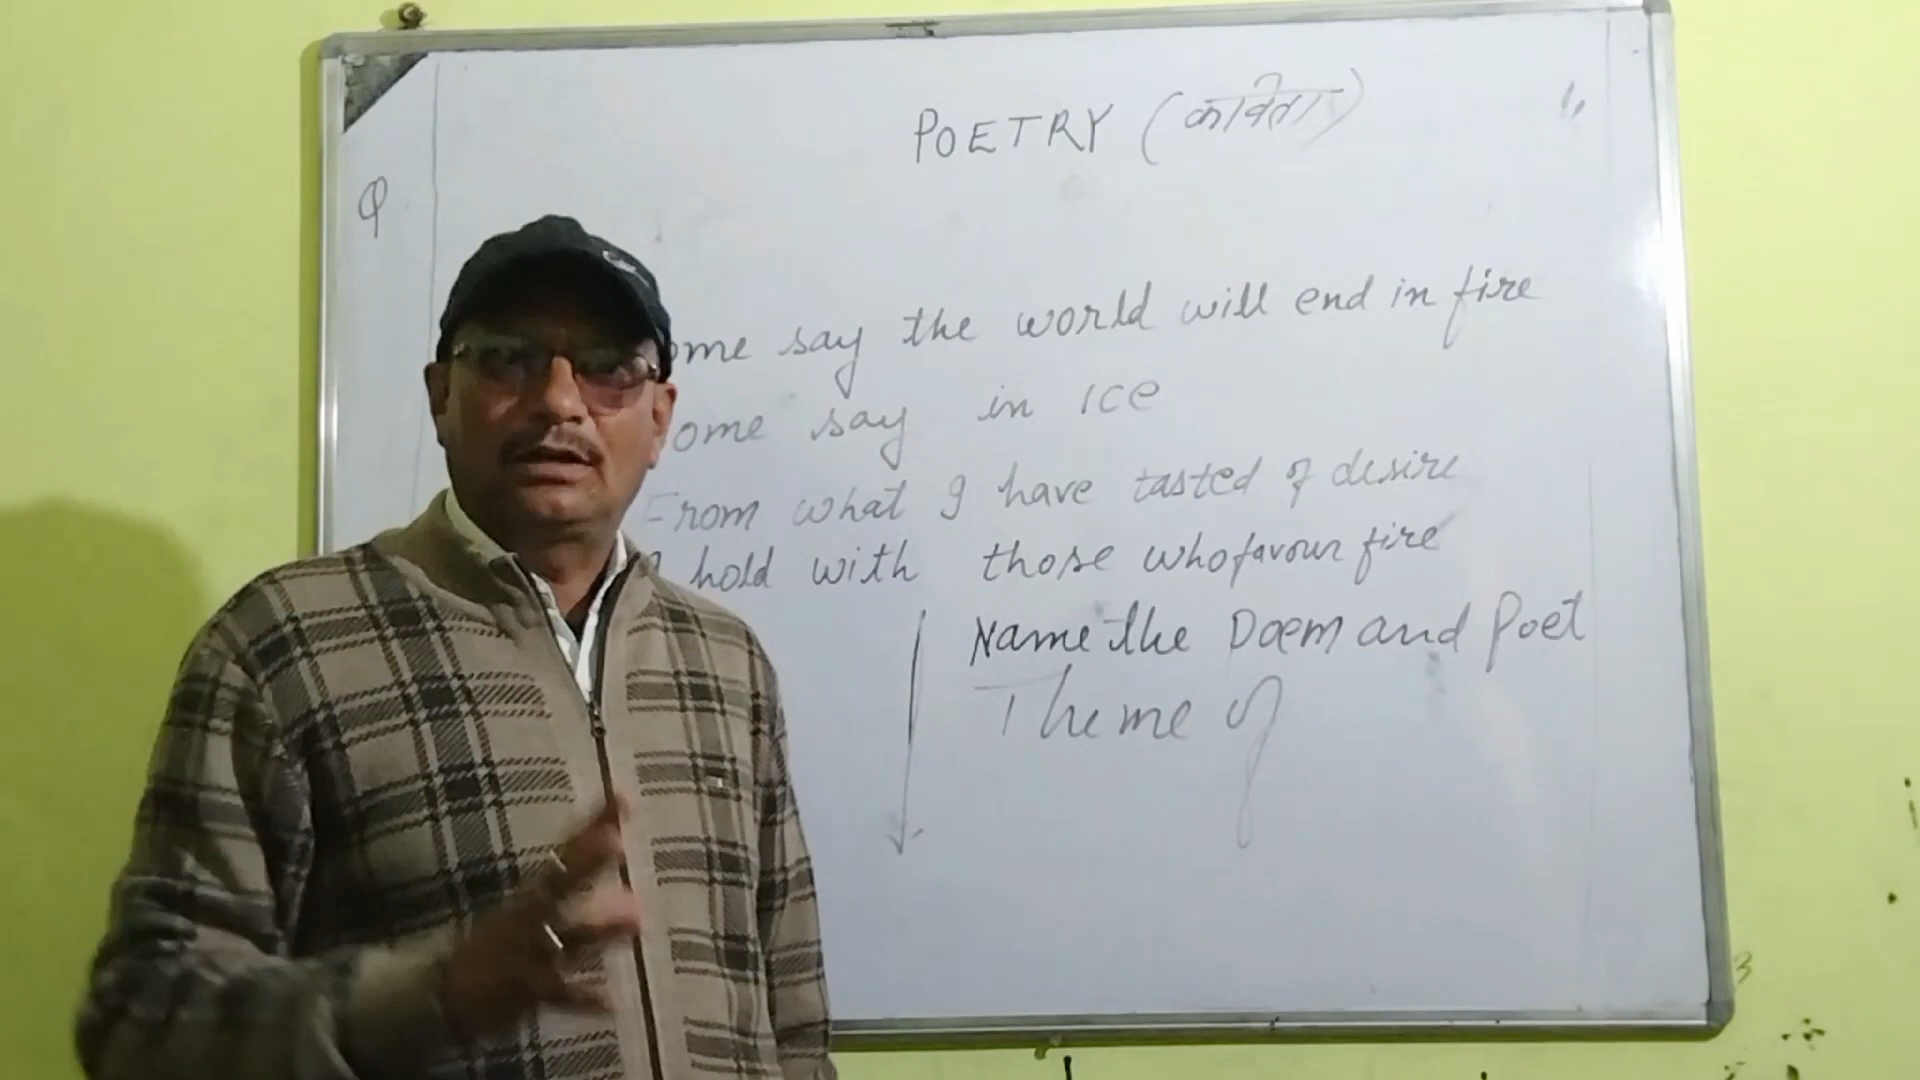 POETRY (कविता)
Q
ome say the world will end in fire
ome say in ice
From what I have tasted of desire
I hold with those who favour fire
Name the Poem and Poet
Theme of